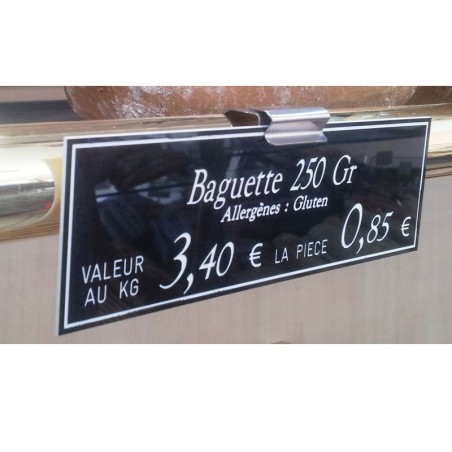 Baguette 250 Gr
Allergènes : Gluten
VALEUR AU KG 3,40 € LA PIECE 0,85 €